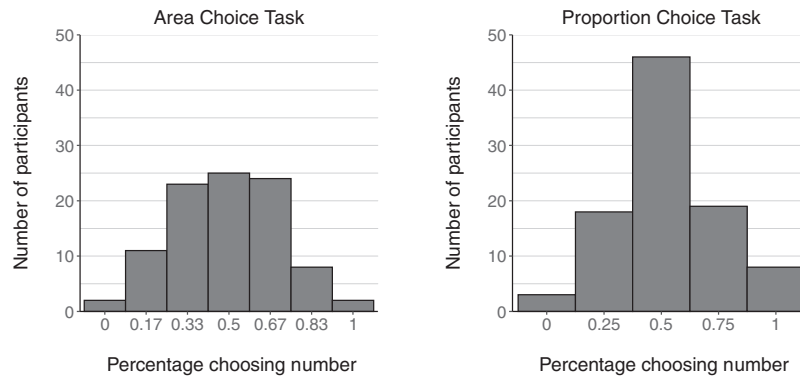 Area Choice Task
Number of participants
50
40
30
20
10
0
0 0.17 0.33 0.5 0.67 0.83 1
Percentage choosing number
Proportion Choice Task
Number of participants
50
40
30
20
10
0
0 0.25 0.5 0.75 1
Percentage choosing number